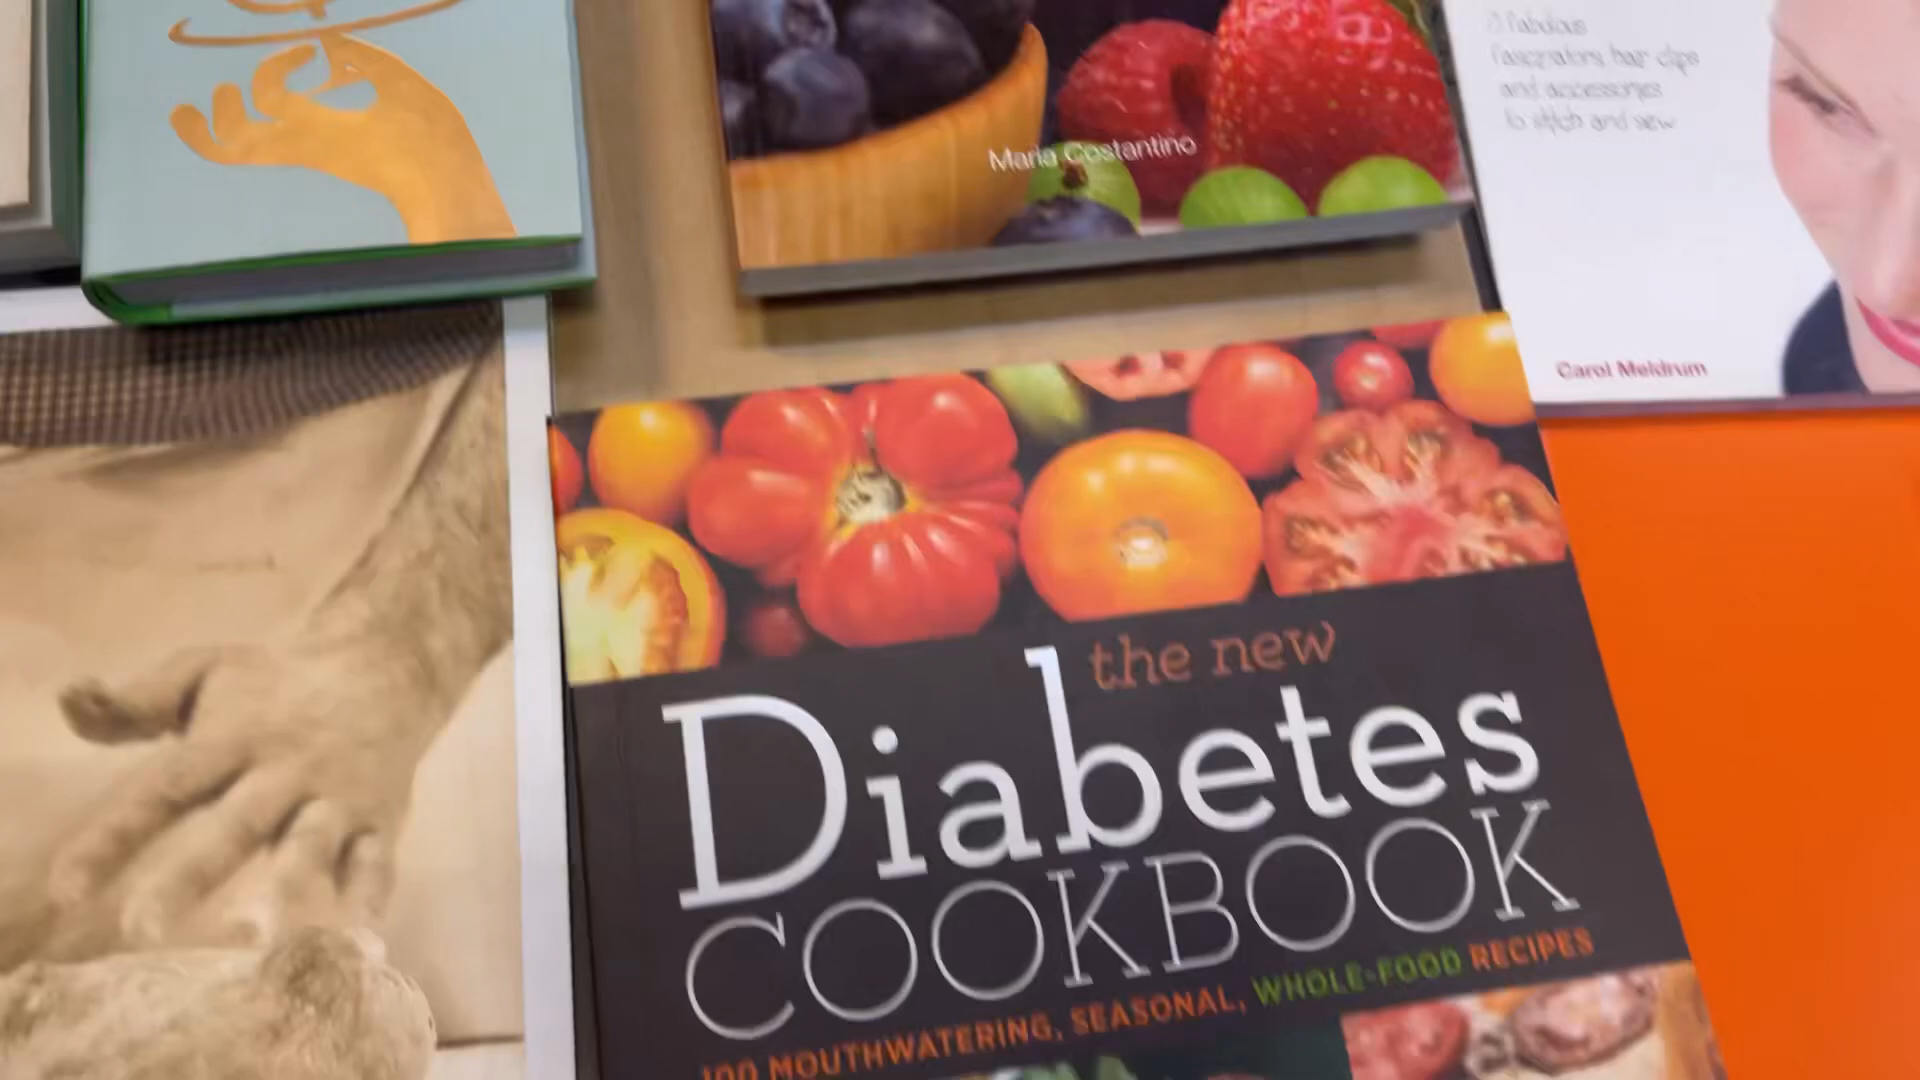 fabulous
fascinators hair clips
and accessories
to stitch and sew
Maria Costantino
Carol Meldrum
the new
Diabetes
COOKBOOK
100 MOUTHWATERING, SEASONAL, WHOLE-FOOD RECIPES